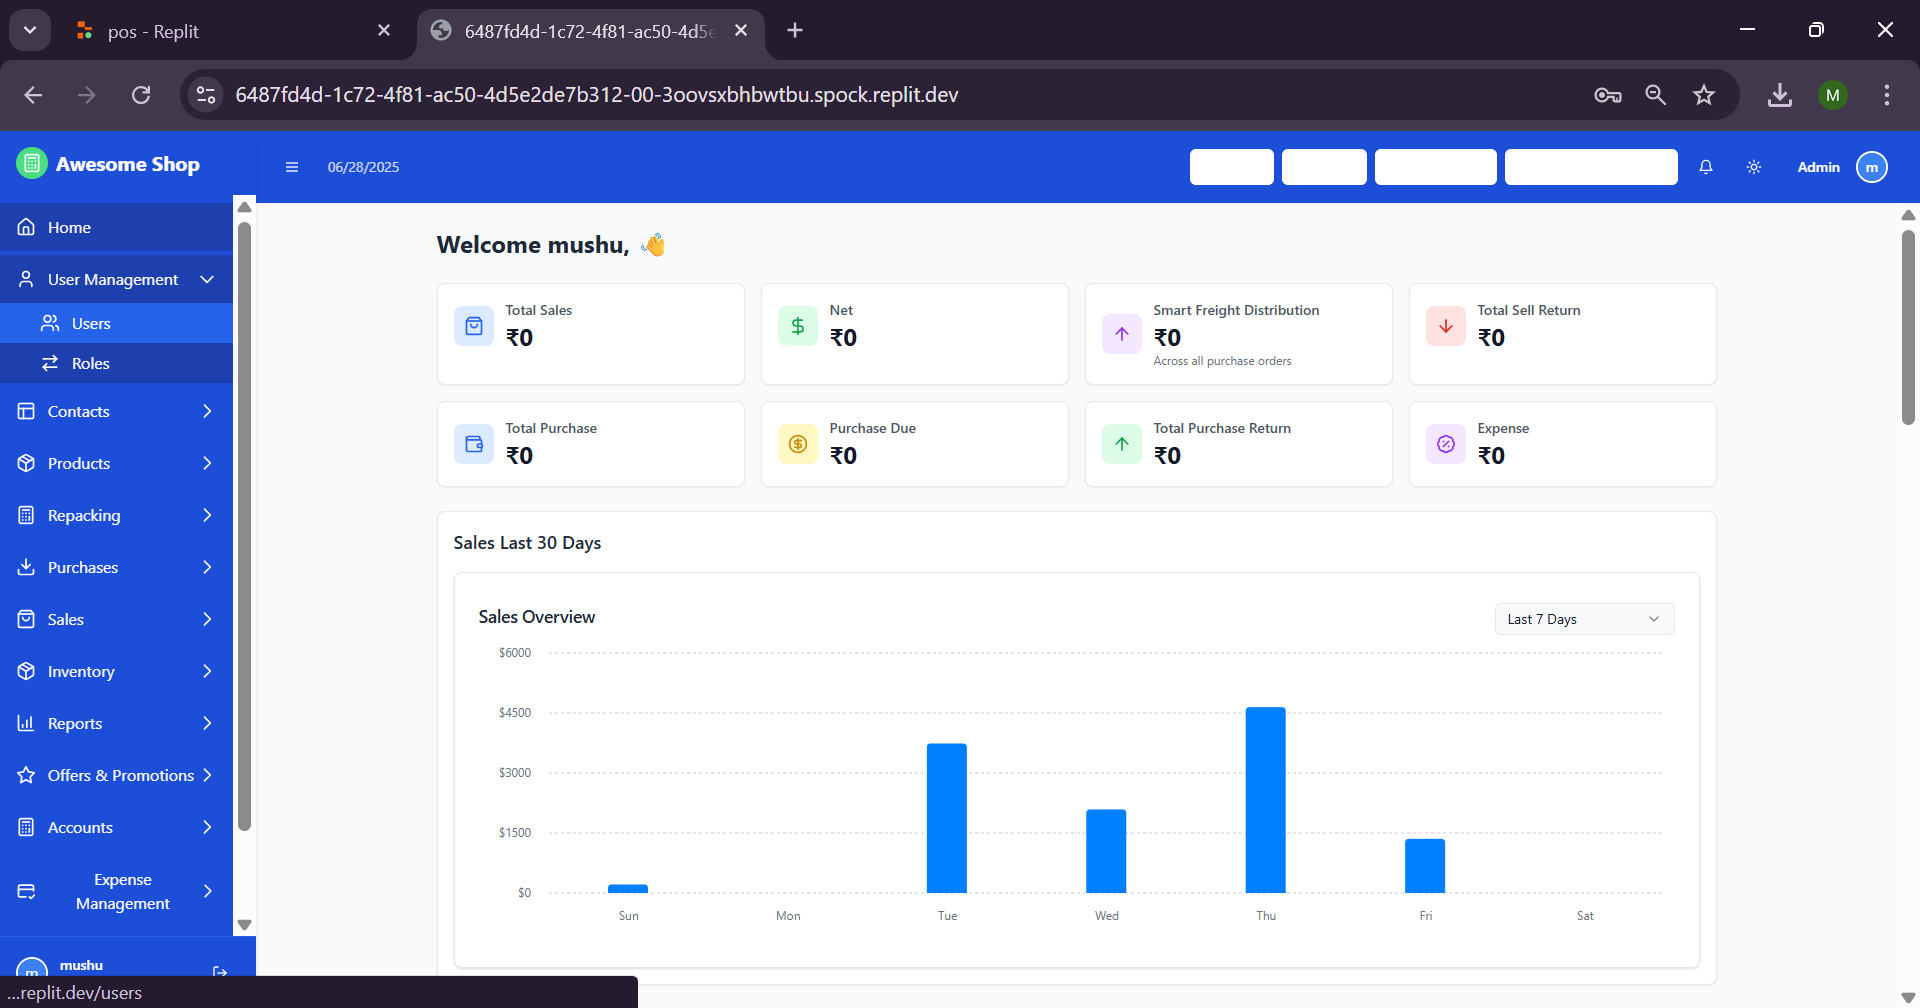 pos - Replit
6487fd4d-1c72-4f81-ac50-4d5e
6487fd4d-1c72-4f81-ac50-4d5e2de7b312-00-3oovsxbhbwtbu.spock.replit.dev
M
Awesome Shop
06/28/2025
Admin
m
Home
User Management
Users
Roles
Contacts
Products
Repacking
Purchases
Sales
Inventory
Reports
Offers & Promotions
Accounts
Expense
Management
m
mushu
...replit.dev/users
Welcome mushu, 👋
Total Sales
₹0
Net
₹0
Smart Freight Distribution
₹0
Across all purchase orders
Total Sell Return
₹0
Total Purchase
₹0
Purchase Due
₹0
Total Purchase Return
₹0
Expense
₹0
Sales Last 30 Days
Sales Overview
Last 7 Days
$6000
$4500
$3000
$1500
$0
Sun
Mon
Tue
Wed
Thu
Fri
Sat